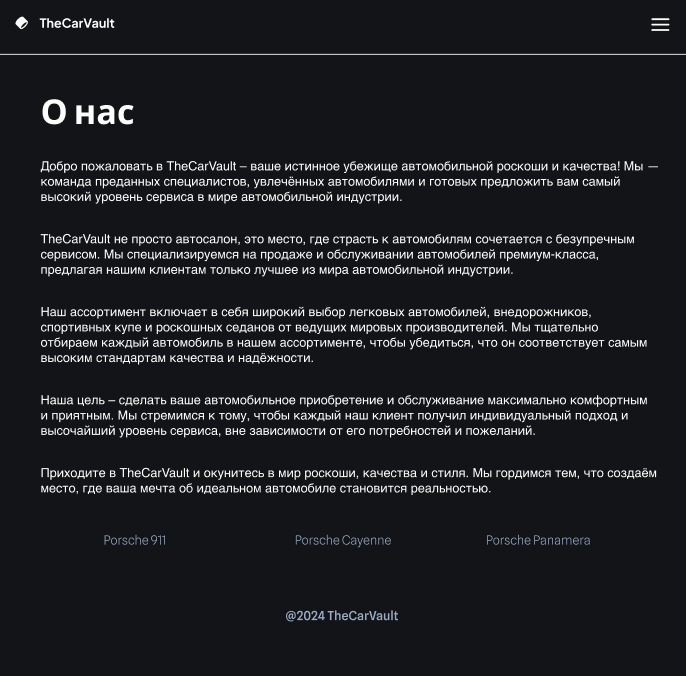 TheCarVault
О нас
Добро пожаловать в TheCarVault – ваше истинное убежище автомобильной роскоши и качества! Мы —
команда преданных специалистов, увлечённых автомобилями и готовых предложить вам самый
высокий уровень сервиса в мире автомобильной индустрии.
TheCarVault не просто автосалон, это место, где страсть к автомобилям сочетается с безупречным
сервисом. Мы специализируемся на продаже и обслуживании автомобилей премиум-класса,
предлагая нашим клиентам только лучшее из мира автомобильной индустрии.
Наш ассортимент включает в себя широкий выбор легковых автомобилей, внедорожников,
спортивных купе и роскошных седанов от ведущих мировых производителей. Мы тщательно
отбираем каждый автомобиль в нашем ассортименте, чтобы убедиться, что он соответствует самым
высоким стандартам качества и надёжности.
Наша цель – сделать ваше автомобильное приобретение и обслуживание максимально комфортным
и приятным. Мы стремимся к тому, чтобы каждый наш клиент получил индивидуальный подход и
высочайший уровень сервиса, вне зависимости от его потребностей и пожеланий.
Приходите в TheCarVault и окунитесь в мир роскоши, качества и стиля. Мы гордимся тем, что создаём
место, где ваша мечта об идеальном автомобиле становится реальностью.
Porsche 911 Porsche Cayenne Porsche Panamera
@2024 TheCarVault